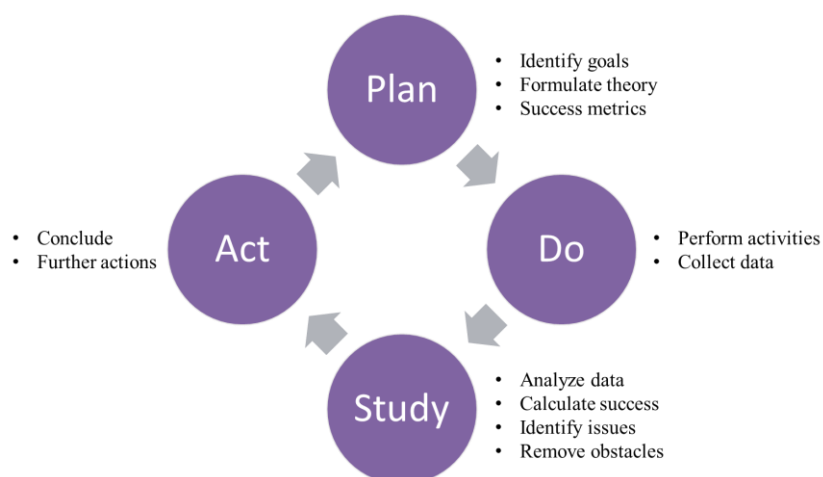 Plan
• Identify goals
• Formulate theory
• Success metrics
Act
• Conclude
• Further actions
Do
• Perform activities
• Collect data
Study
• Analyze data
• Calculate success
• Identify issues
• Remove obstacles